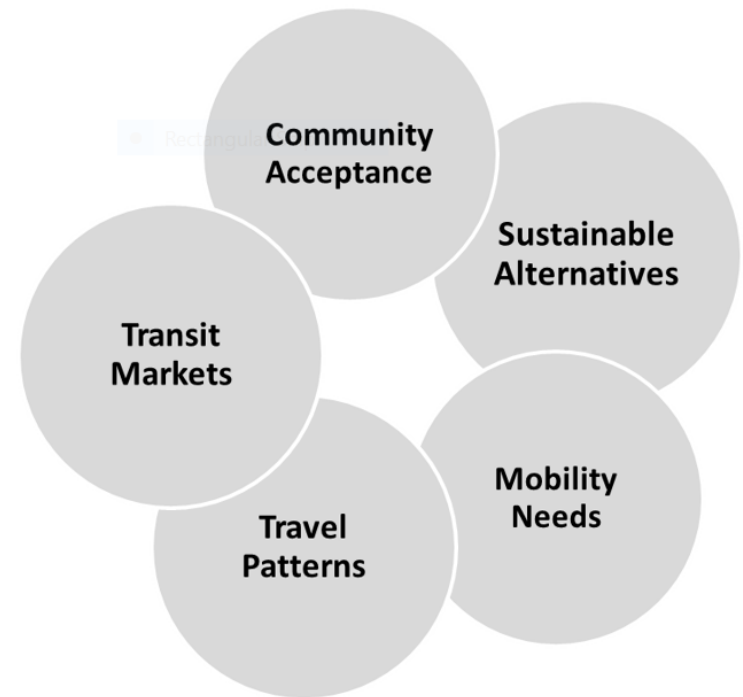 Community
Acceptance
Sustainable
Alternatives
Transit
Markets
Mobility
Needs
Travel
Patterns